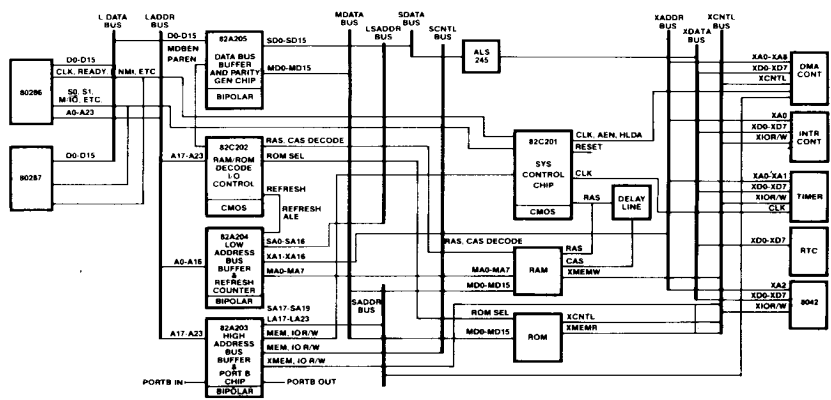 L DATA BUS
LADDR BUS
MDATA BUS
LSADDR BUS
SDATA BUS
SCNTL BUS
XADDR BUS
XDATA BUS
XCNTL BUS
80286
D0-D15
CLK, READY, NMI, ETC
S0, S1, M/IO, ETC.
A0-A23
80287
D0-D15
D0-D15
MDBEN
PAREN
82A205
DATA BUS
BUFFER
AND PARITY
GEN CHIP
BIPOLAR
SD0-SD15
MD0-MD15
ALS
245
A17-A23
82C202
RAM/ROM
DECODE
I/O
CONTROL
CMOS
RAS, CAS DECODE
ROM SEL
REFRESH
REFRESH
ALE
82C201
SYS
CONTROL
CHIP
CMOS
CLK, AEN, HLDA
RESET
CLK
RAS
DELAY
LINE
A0-A16
82A204
LOW
ADDRESS
BUS
BUFFER
&
REFRESH
COUNTER
BIPOLAR
SA0-SA16
XA1-XA16
MA0-MA7
RAS, CAS DECODE
MA0-MA7
MD0-MD15
RAM
RAS
CAS
XMEMW
SADDR
BUS
A17-A23
82A203
HIGH
ADDRESS
BUS
BUFFER
&
PORT B
CHIP
BIPOLAR
SA17-SA19
LA17-LA23
MEM, IO R/W
MEM, IO R/W
XMEM, IO R/W
PORTB IN
PORTB OUT
ROM SEL
MD0-MD15
ROM
XCNTL
XMEMR
XA0-XA8
XD0-XD7
XCNTL
DMA
CONT
XA0
XD0-XD7
XIOR/W
INTR
CONT
XA0-XA1
XD0-XD7
XIOR/W
CLK
TIMER
XD0-XD7
RTC
XA2
XD0-XD7
XIOR/W
8042